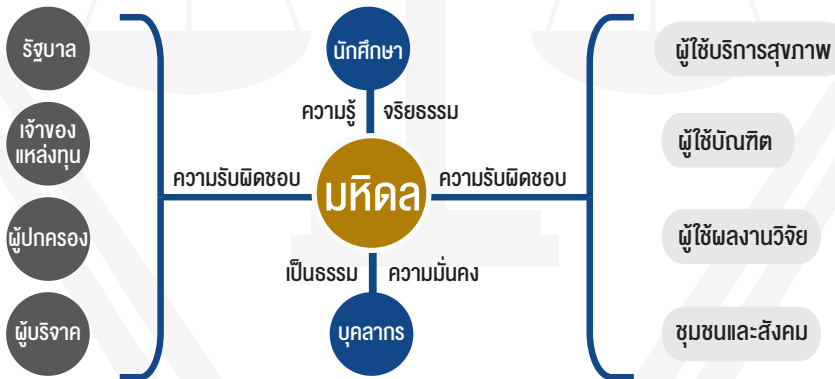 รัฐบาล
เจ้าของ
แหล่งทุน
ผู้ปกครอง
ผู้บริจาค
นักศึกษา
ความรู้ จริยธรรม
ความรับผิดชอบ มหิดล ความรับผิดชอบ
เป็นธรรม ความมั่นคง
บุคลากร
ผู้ใช้บริการสุขภาพ
ผู้ใช้บัณฑิต
ผู้ใช้ผลงานวิจัย
ชุมชนและสังคม